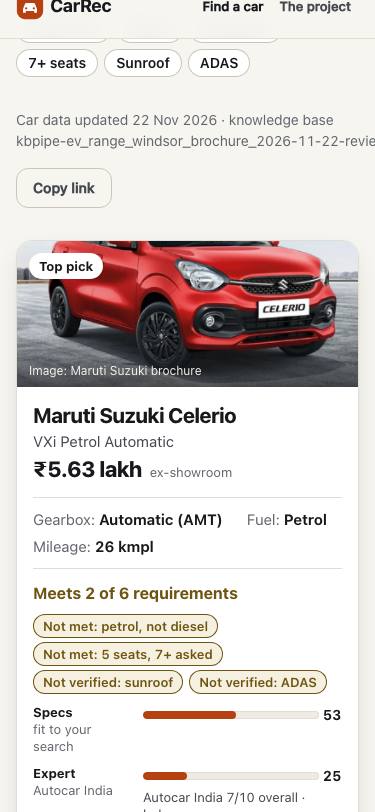 CarRec
Find a car The project
7+ seats Sunroof ADAS
Car data updated 22 Nov 2026 · knowledge base
kbpipe-ev_range_windsor_brochure_2026-11-22-revie
Copy link
Top pick
CELERIO
Image: Maruti Suzuki brochure
Maruti Suzuki Celerio
VXi Petrol Automatic
₹5.63 lakh ex-showroom
Gearbox: Automatic (AMT) Fuel: Petrol
Mileage: 26 kmpl
Meets 2 of 6 requirements
Not met: petrol, not diesel
Not met: 5 seats, 7+ asked
Not verified: sunroof Not verified: ADAS
Specs 53
fit to your
search
Expert 25
Autocar India
Autocar India 7/10 overall ·